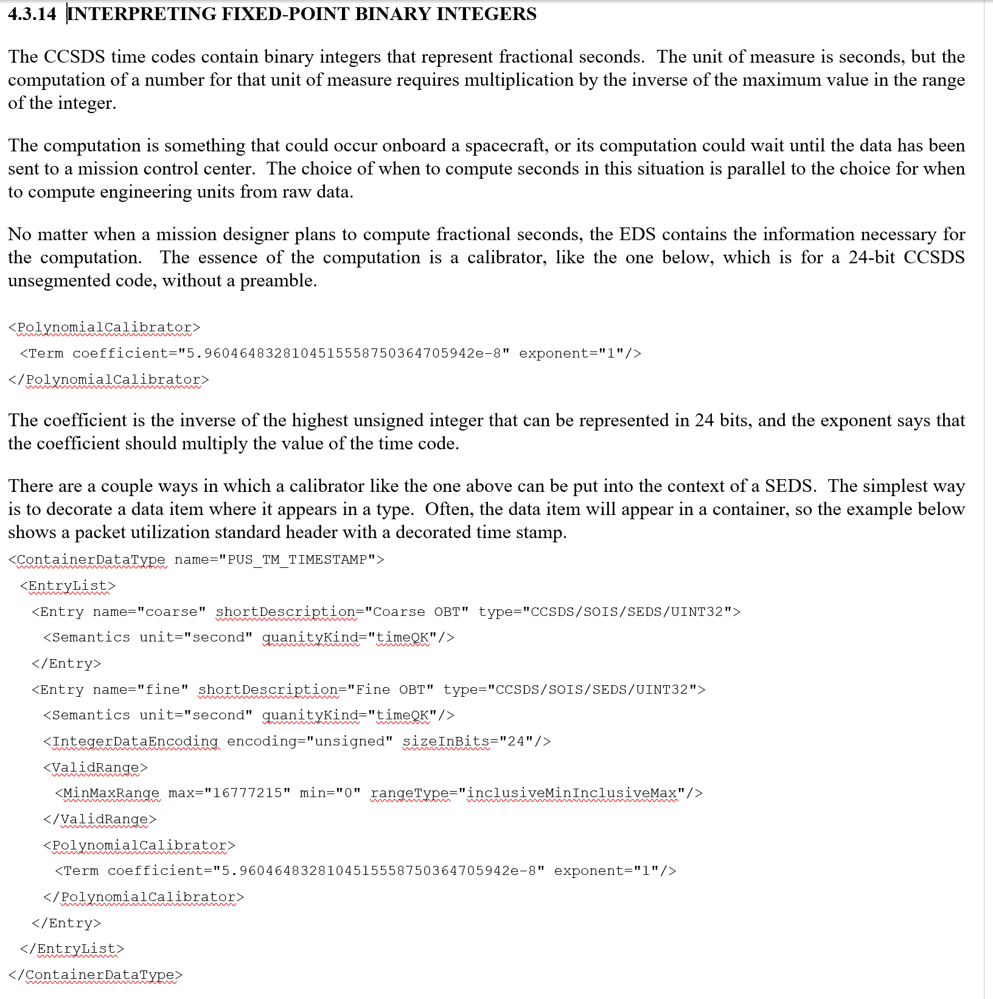 4.3.14 INTERPRETING FIXED-POINT BINARY INTEGERS
The CCSDS time codes contain binary integers that represent fractional seconds.  The unit of measure is seconds, but the
computation of a number for that unit of measure requires multiplication by the inverse of the maximum value in the range
of the integer.
The computation is something that could occur onboard a spacecraft, or its computation could wait until the data has been
sent to a mission control center.  The choice of when to compute seconds in this situation is parallel to the choice for when
to compute engineering units from raw data.
No matter when a mission designer plans to compute fractional seconds, the EDS contains the information necessary for
the computation.  The essence of the computation is a calibrator, like the one below, which is for a 24-bit CCSDS
unsegmented code, without a preamble.
<PolynomialCalibrator>
<Term coefficient="5.9604648328104515558750364705942e-8" exponent="1"/>
</PolynomialCalibrator>
The coefficient is the inverse of the highest unsigned integer that can be represented in 24 bits, and the exponent says that
the coefficient should multiply the value of the time code.
There are a couple ways in which a calibrator like the one above can be put into the context of a SEDS.  The simplest way
is to decorate a data item where it appears in a type.  Often, the data item will appear in a container, so the example below
shows a packet utilization standard header with a decorated time stamp.
<ContainerDataType name="PUS_TM_TIMESTAMP">
<EntryList>
<Entry name="coarse" shortDescription="Coarse OBT" type="CCSDS/SOIS/SEDS/UINT32">
<Semantics unit="second" quanityKind="timeQK"/>
</Entry>
<Entry name="fine" shortDescription="Fine OBT" type="CCSDS/SOIS/SEDS/UINT32">
<Semantics unit="second" quanityKind="timeQK"/>
<IntegerDataEncoding encoding="unsigned" sizeInBits="24"/>
<ValidRange>
<MinMaxRange max="16777215" min="0" rangeType="inclusiveMinInclusiveMax"/>
</ValidRange>
<PolynomialCalibrator>
<Term coefficient="5.9604648328104515558750364705942e-8" exponent="1"/>
</PolynomialCalibrator>
</Entry>
</EntryList>
</ContainerDataType>